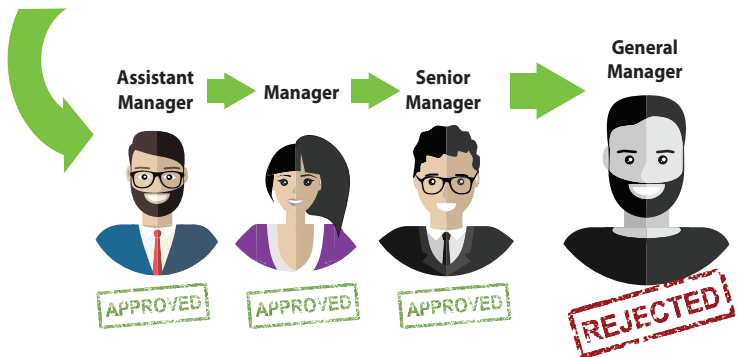 Assistant
Manager
Manager
Senior
Manager
General
Manager
APPROVED
APPROVED
APPROVED
REJECTED